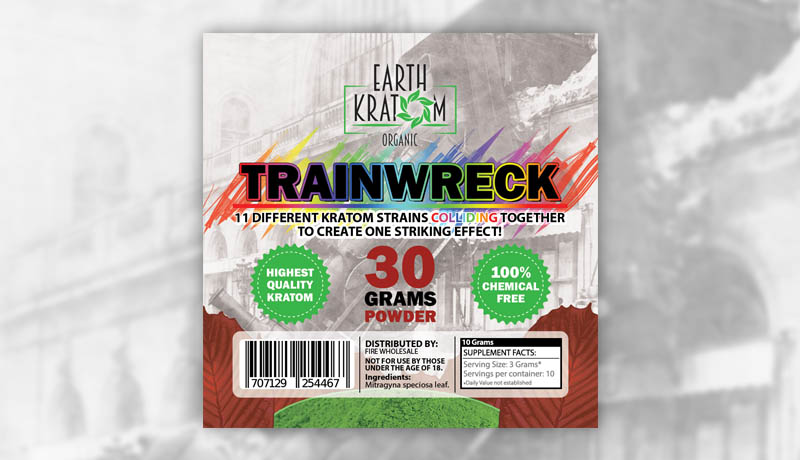 EARTH
KRATOM
ORGANIC
TRAINWRECK
11 DIFFERENT KRATOM STRAINS COLLIDING TOGETHER
TO CREATE ONE STRIKING EFFECT!
HIGHEST
QUALITY
KRATOM
30
GRAMS
POWDER
100%
CHEMICAL
FREE
707129 254467
DISTRIBUTED BY:
FIRE WHOLESALE
NOT FOR USE BY THOSE
UNDER THE AGE OF 18.
Ingredients:
Mitragyna speciosa leaf.
10 Grams
SUPPLEMENT FACTS:
Serving Size: 3 Grams*
Servings per container: 10
*Daily Value not established